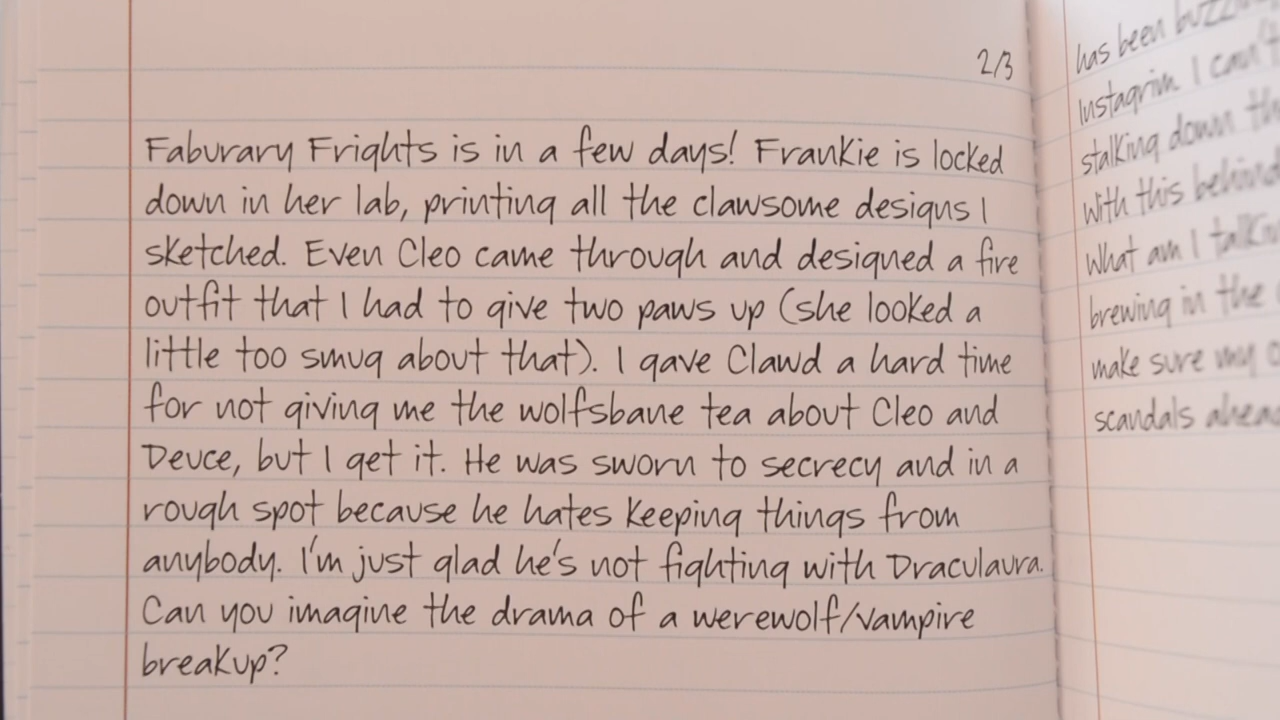 2/3
Faburary Frights is in a few days! Frankie is locked
down in her lab, printing all the clawsome designs I
sketched. Even Cleo came through and designed a fire
outfit that I had to give two paws up (she looked a
little too smug about that). I gave Clawd a hard time
for not giving me the wolfsbane tea about Cleo and
Deuce, but I get it. He was sworn to secrecy and in a
rough spot because he hates keeping things from
anybody. I'm just glad he's not fighting with Draculaura.
Can you imagine the drama of a werewolf/vampire
breakup?
has been
Instagrim. I can't
stalking down
with this behind
What am I
brewing in the
make sure my
scandals